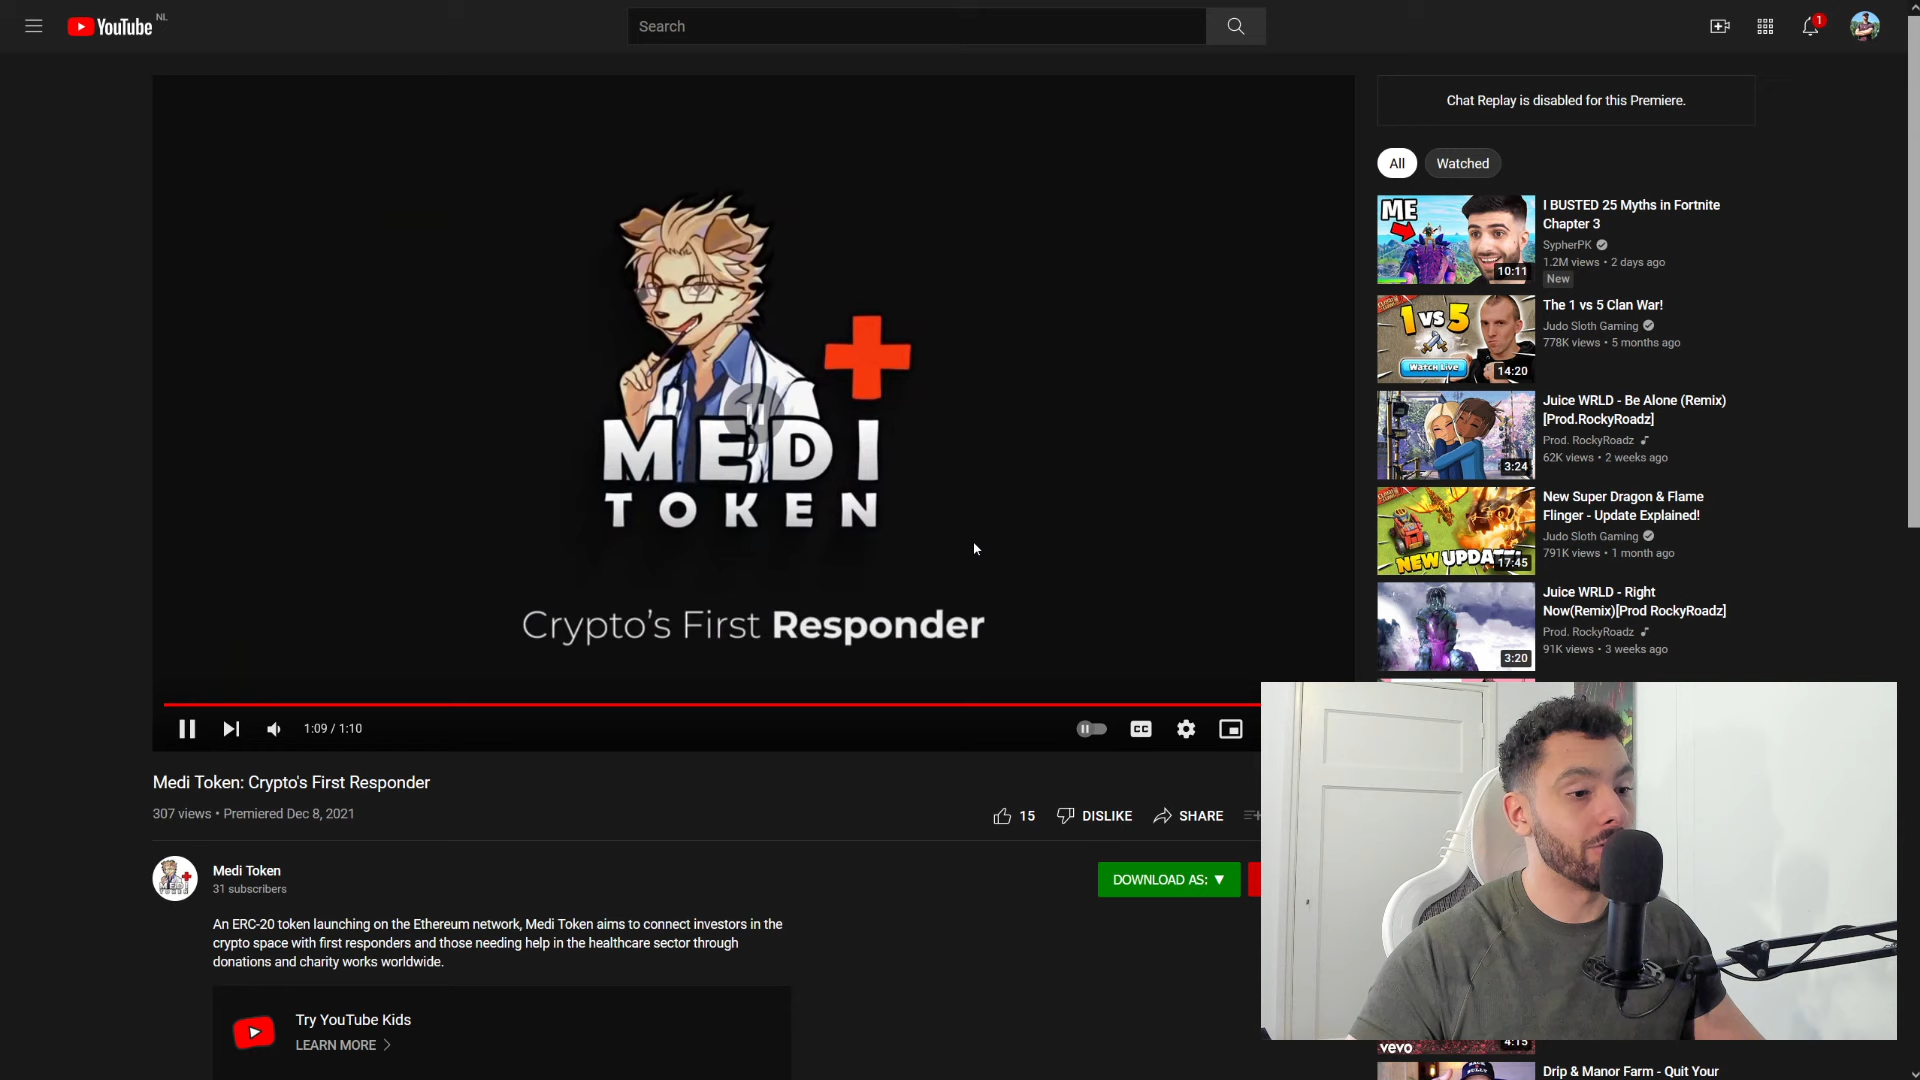 YouTube NL
Search
1
Chat Replay is disabled for this Premiere.
All
Watched
ME
10:11
I BUSTED 25 Myths in Fortnite
Chapter 3
SypherPK
1.2M views • 2 days ago
New
1 VS 5
Watch Live
14:20
The 1 vs 5 Clan War!
Judo Sloth Gaming
778K views • 5 months ago
3:24
Juice WRLD - Be Alone (Remix)
[Prod.RockyRoadz]
Prod. RockyRoadz
62K views • 2 weeks ago
NEW UPDATE!
17:45
New Super Dragon & Flame
Flinger - Update Explained!
Judo Sloth Gaming
791K views • 1 month ago
3:20
Juice WRLD - Right
Now(Remix)[Prod RockyRoadz]
Prod. RockyRoadz
91K views • 3 weeks ago
MEDI
TOKEN
Crypto's First Responder
1:09 / 1:10
CC
Medi Token: Crypto's First Responder
307 views • Premiered Dec 8, 2021
15
DISLIKE
SHARE
MEDI
Medi Token
31 subscribers
DOWNLOAD AS: ▼
An ERC-20 token launching on the Ethereum network, Medi Token aims to connect investors in the
crypto space with first responders and those needing help in the healthcare sector through
donations and charity works worldwide.
Try YouTube Kids
LEARN MORE
vevo
4:15
Drip & Manor Farm - Quit Your